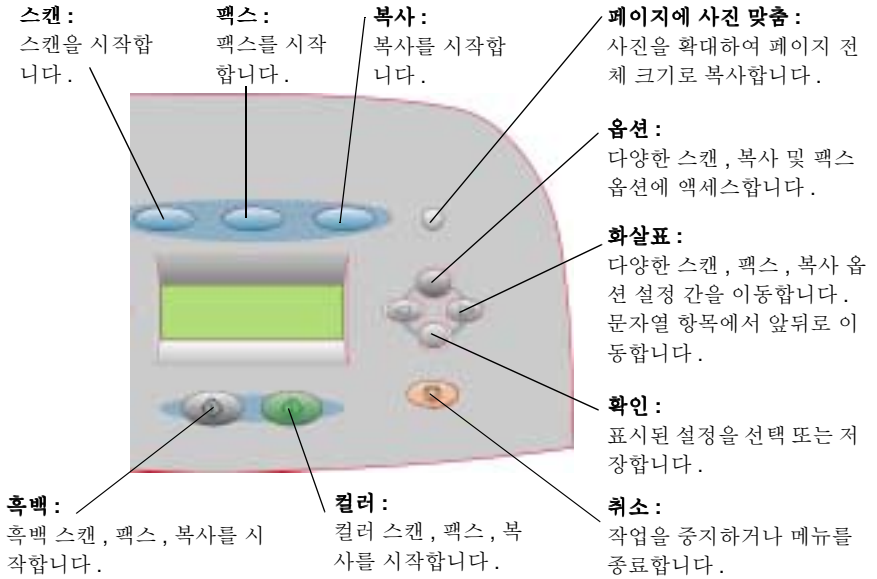 스캔 :
스캔을 시작합
니다 .
팩스 :
팩스를 시작
합니다 .
복사 :
복사를 시작합
니다 .
페이지에 사진 맞춤 :
사진을 확대하여 페이지 전
체 크기로 복사합니다 .
옵션 :
다양한 스캔 , 복사 및 팩스
옵션에 액세스합니다 .
화살표 :
다양한 스캔 , 팩스 , 복사 옵
션 설정 간을 이동합니다 .
문자열 항목에서 앞뒤로 이
동합니다 .
확인 :
표시된 설정을 선택 또는 저
장합니다 .
취소 :
작업을 중지하거나 메뉴를
종료합니다 .
흑백 :
흑백 스캔 , 팩스 , 복사를 시
작합니다 .
컬러 :
컬러 스캔 , 팩스 , 복
사를 시작합니다 .